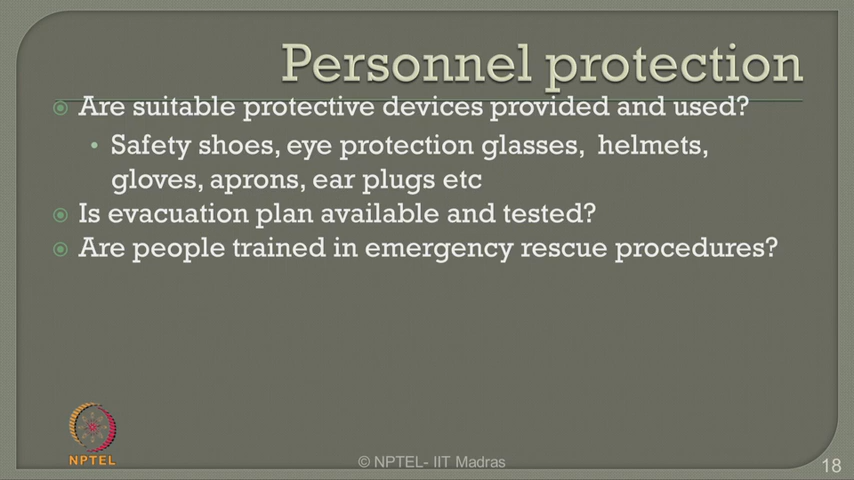 Personnel protection
Are suitable protective devices provided and used?
Safety shoes, eye protection glasses, helmets,
gloves, aprons, ear plugs etc
Is evacuation plan available and tested?
Are people trained in emergency rescue procedures?
NPTEL
© NPTEL- IIT Madras
18